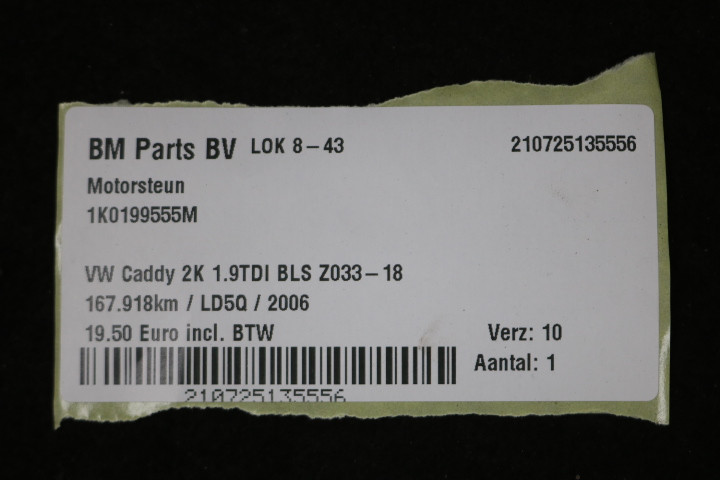 BM Parts BV LOK 8-43 210725135556
Motorsteun
1K0199555M
VW Caddy 2K 1.9TDI BLS Z033-18
167.918km / LD5Q / 2006
19.50 Euro incl. BTW Verz: 10
Aantal: 1
210725135556